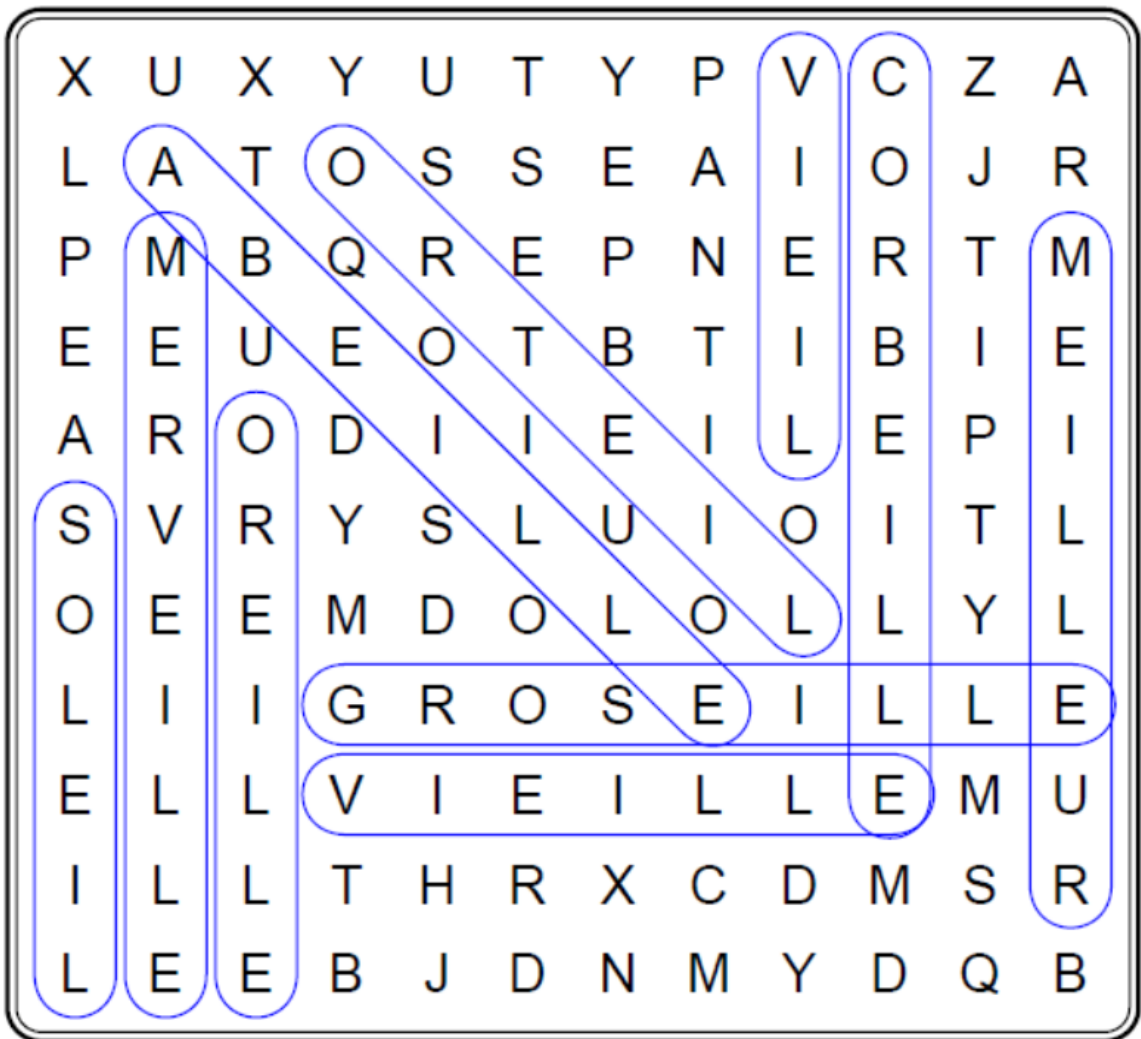 X U X Y U T Y P V C Z A
L A T O S S E A I O J R
P M B Q R E P N E R T M
E E U E O T B T I B I E
A R O D I I E I L E P I
S V R Y S L U I O I T L
O E E M D O L O L L Y L
L I I G R O S E I L L E
E L L V I E I L L E M U
I L L T H R X C D M S R
L E E B J D N M Y D Q B